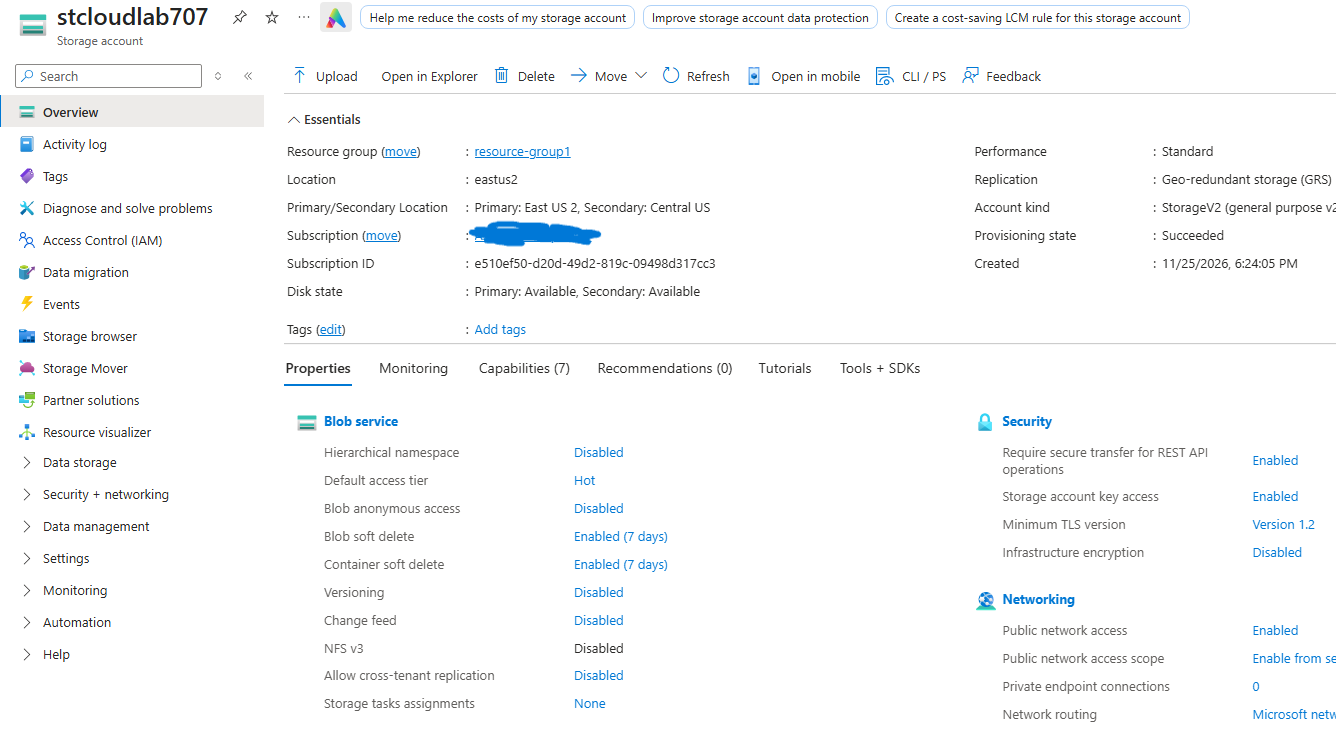 stcloudlab707
Storage account
Help me reduce the costs of my storage account
Improve storage account data protection
Create a cost-saving LCM rule for this storage account
Search
Overview
Activity log
Tags
Diagnose and solve problems
Access Control (IAM)
Data migration
Events
Storage browser
Storage Mover
Partner solutions
Resource visualizer
Data storage
Security + networking
Data management
Settings
Monitoring
Automation
Help
Upload Open in Explorer Delete Move Refresh Open in mobile CLI / PS Feedback
Essentials
Resource group (move) : resource-group1
Location : eastus2
Primary/Secondary Location : Primary: East US 2, Secondary: Central US
Subscription (move) :
Subscription ID : e510ef50-d20d-49d2-819c-09498d317cc3
Disk state : Primary: Available, Secondary: Available
Tags (edit) : Add tags
Performance : Standard
Replication : Geo-redundant storage (GRS)
Account kind : StorageV2 (general purpose v2
Provisioning state : Succeeded
Created : 11/25/2026, 6:24:05 PM
Properties Monitoring Capabilities (7) Recommendations (0) Tutorials Tools + SDKs
Blob service
Hierarchical namespace Disabled
Default access tier Hot
Blob anonymous access Disabled
Blob soft delete Enabled (7 days)
Container soft delete Enabled (7 days)
Versioning Disabled
Change feed Disabled
NFS v3 Disabled
Allow cross-tenant replication Disabled
Storage tasks assignments None
Security
Require secure transfer for REST API
operations Enabled
Storage account key access Enabled
Minimum TLS version Version 1.2
Infrastructure encryption Disabled
Networking
Public network access Enabled
Public network access scope Enable from se
Private endpoint connections 0
Network routing Microsoft netw